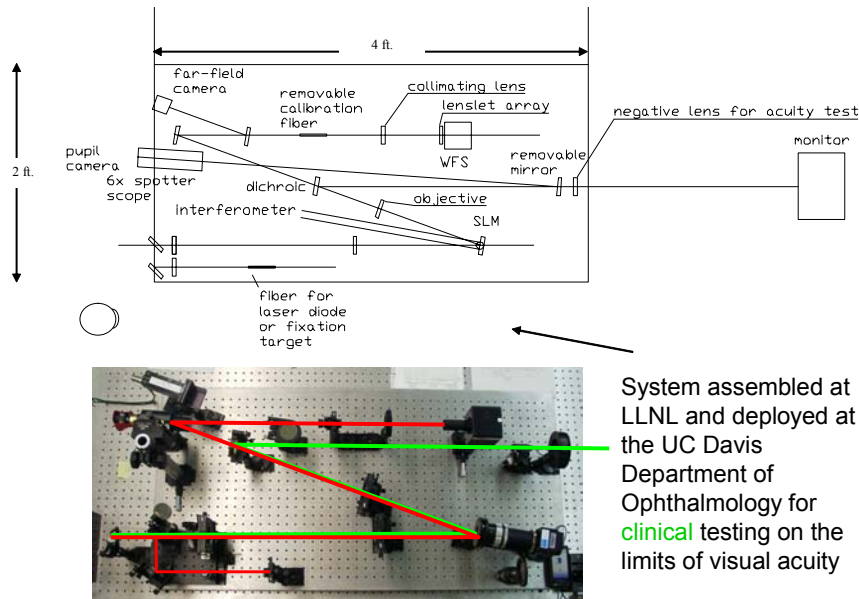 4 ft.
far-field
camera
removable
calibration
fiber
collimating lens
lenslet array
negative lens for acuity test
WFS
removable
mirror
monitor
2 ft.
pupil
camera
6x spotter
scope
dichroic
objective
interferometer
SLM
fiber for
laser diode
or fixation
target
System assembled at
LLNL and deployed at
the UC Davis
Department of
Ophthalmology for
clinical testing on the
limits of visual acuity